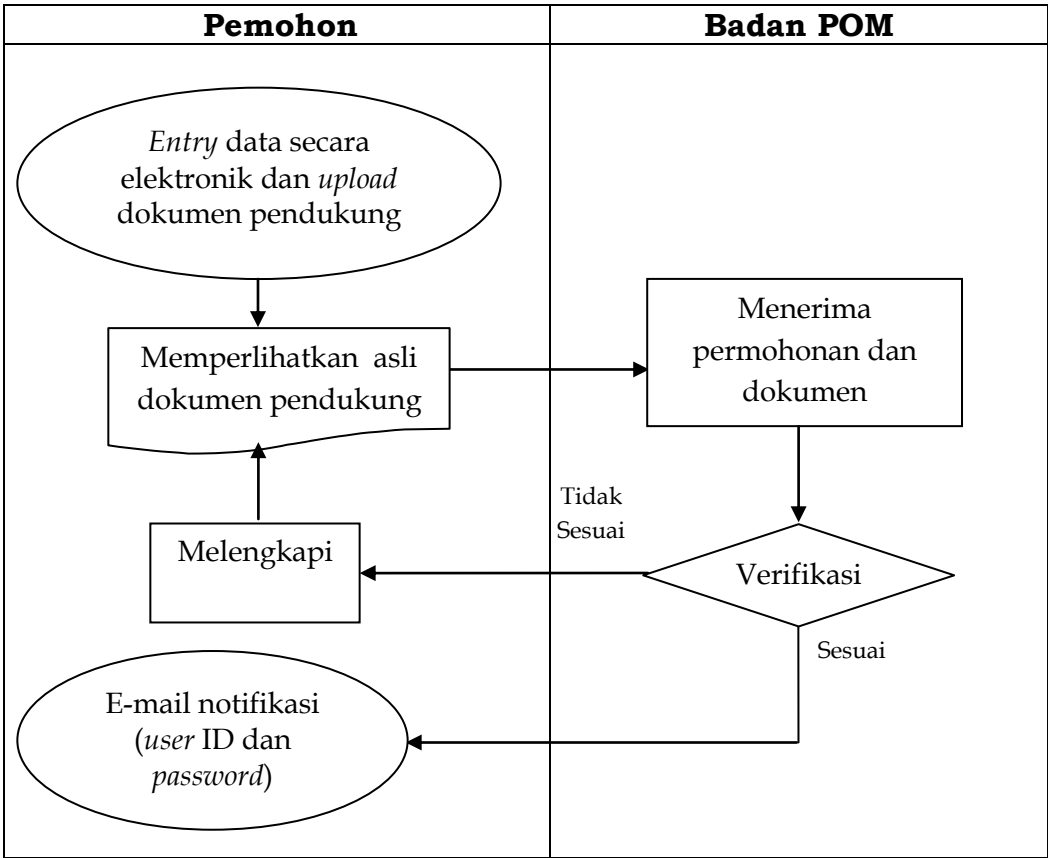 Pemohon
Badan POM
Entry data secara
elektronik dan upload
dokumen pendukung
Memperlihatkan asli
dokumen pendukung
Menerima
permohonan dan
dokumen
Tidak
Sesuai
Melengkapi
Verifikasi
Sesuai
E-mail notifikasi
(user ID dan
password)